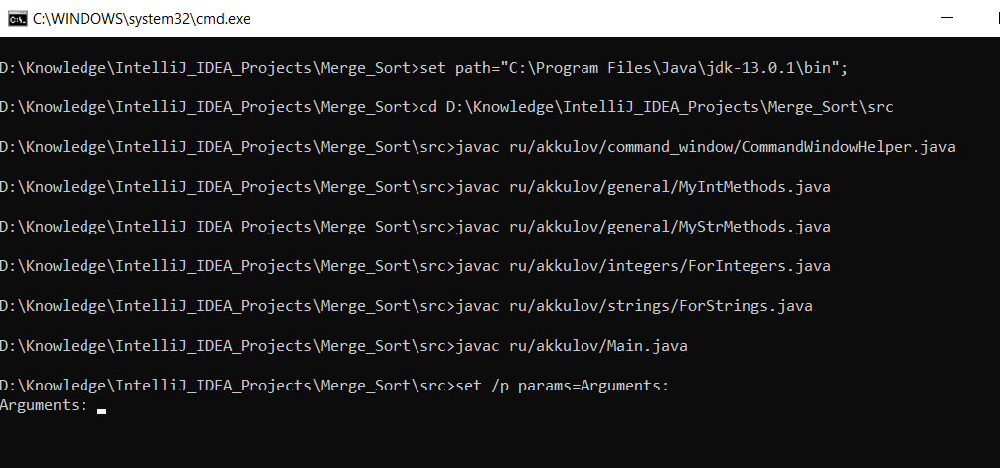 C:\WINDOWS\system32\cmd.exe
D:\Knowledge\IntelliJ_IDEA_Projects\Merge_Sort>set path="C:\Program Files\Java\jdk-13.0.1\bin";
D:\Knowledge\IntelliJ_IDEA_Projects\Merge_Sort>cd D:\Knowledge\IntelliJ_IDEA_Projects\Merge_Sort\src
D:\Knowledge\IntelliJ_IDEA_Projects\Merge_Sort\src>javac ru/akkulov/command_window/CommandWindowHelper.java
D:\Knowledge\IntelliJ_IDEA_Projects\Merge_Sort\src>javac ru/akkulov/general/MyIntMethods.java
D:\Knowledge\IntelliJ_IDEA_Projects\Merge_Sort\src>javac ru/akkulov/general/MyStrMethods.java
D:\Knowledge\IntelliJ_IDEA_Projects\Merge_Sort\src>javac ru/akkulov/integers/ForIntegers.java
D:\Knowledge\IntelliJ_IDEA_Projects\Merge_Sort\src>javac ru/akkulov/strings/ForStrings.java
D:\Knowledge\IntelliJ_IDEA_Projects\Merge_Sort\src>javac ru/akkulov/Main.java
D:\Knowledge\IntelliJ_IDEA_Projects\Merge_Sort\src>set /p params=Arguments:
Arguments: